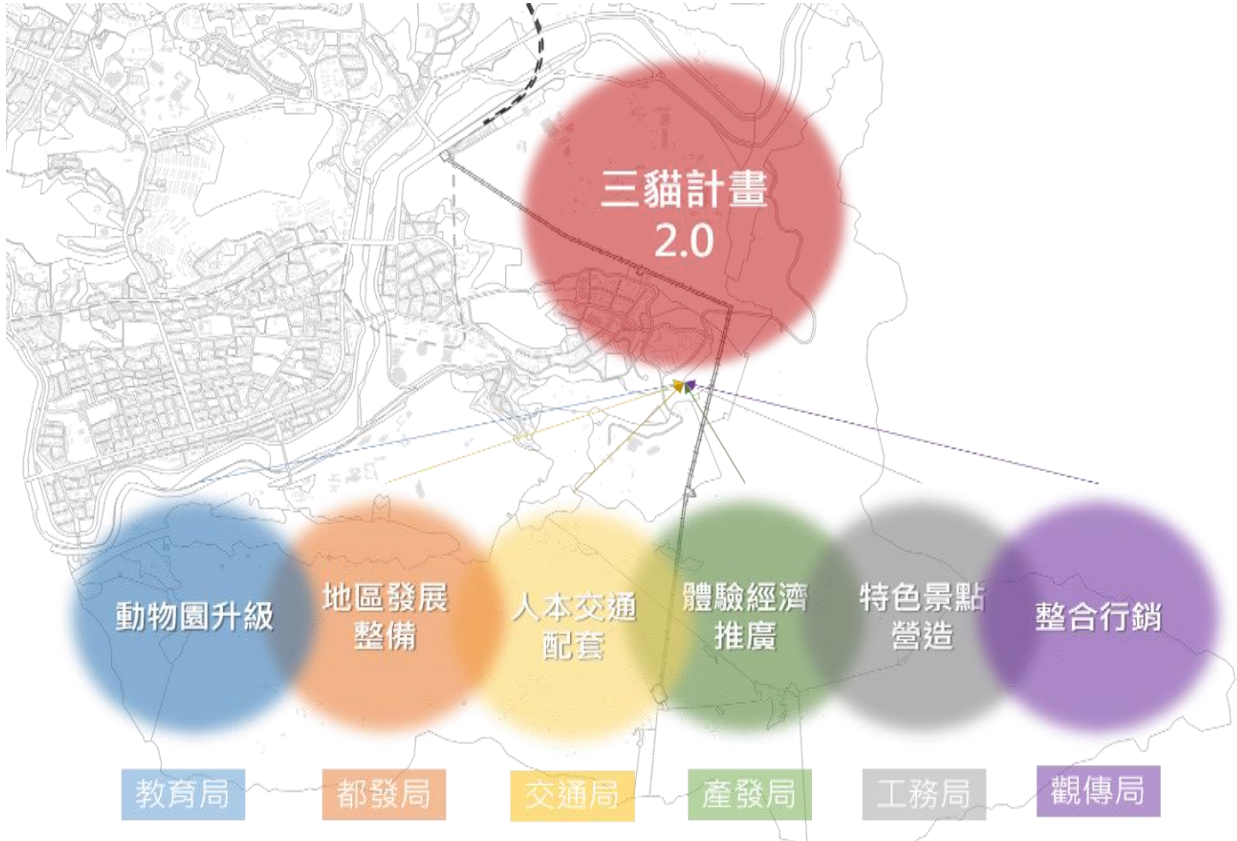 三貓計畫
2.0
動物園升級
地區發展
整備
人本交通
配套
體驗經濟
推廣
特色景點
營造
整合行銷
教育局
都發局
交通局
產發局
工務局
觀傳局